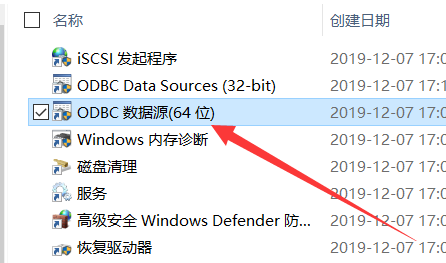 名称 创建日期
iSCSI 发起程序 2019-12-07 17:0
ODBC Data Sources (32-bit) 2019-12-07 17:1
ODBC 数据源(64 位) 2019-12-07 17:0
Windows 内存诊断 2019-12-07 17:0
磁盘清理 2019-12-07 17:0
服务 2019-12-07 17:0
高级安全 Windows Defender 防... 2019-12-07 17:0
恢复驱动器 2019-12-07 17:0